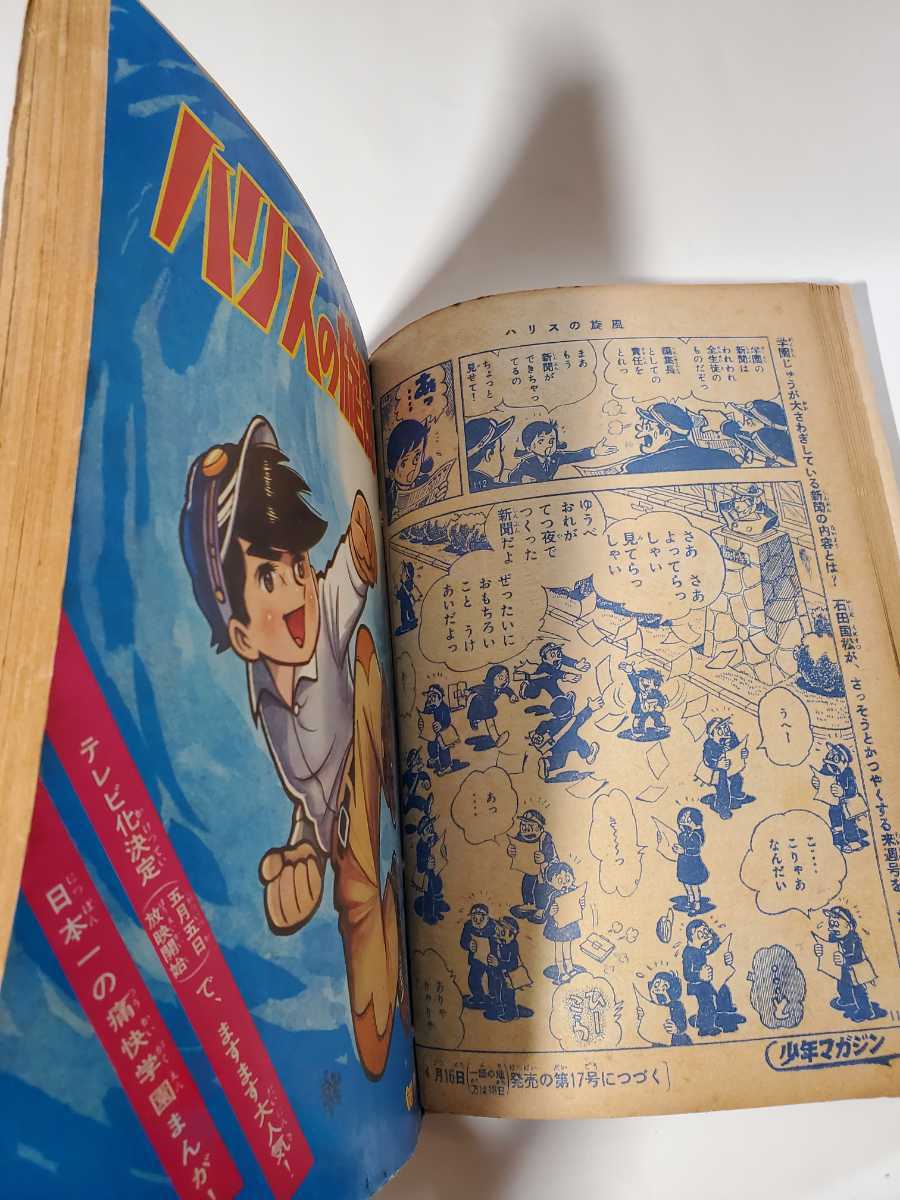 ハリスの旋
テレビ化決定(五月五日放映開始)で、ますます大人気!
日本一の痛快学園まんが!
ハリスの旋風
学園じゅうが大さわぎしている新聞の内容とは?
石田国松が、さっそうとかつやくする来週号を
学園の
新聞は
われわれ
全生徒の
ものだぞっ
編集長
としての
責任を
とれっ
まあ
もう
新聞が
できちゃっ
てるの
ちょっと
見せて!
あっ
……
112
さあ さあ
よってらっ
しゃい
見てらっ
しゃい
ゆうべ
おれが
てつ夜で
つくった
新聞だよ
ぜったいに
おもちろい
こと うけ
あいだよっ
うへ〜
あっ
…
こ…
こりゃあ
なんだい
少年マガジン
4月16日
発売の第17号につづく